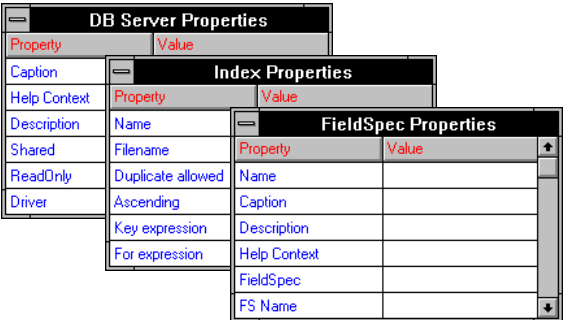 DB Server Properties
Property Value
Caption
Help Context
Description
Shared
ReadOnly
Driver
Index Properties
Property Value
Name
Filename
Duplicate allowed
Ascending
Key expression
For expression
FieldSpec Properties
Property Value
Name
Caption
Description
Help Context
FieldSpec
FS Name